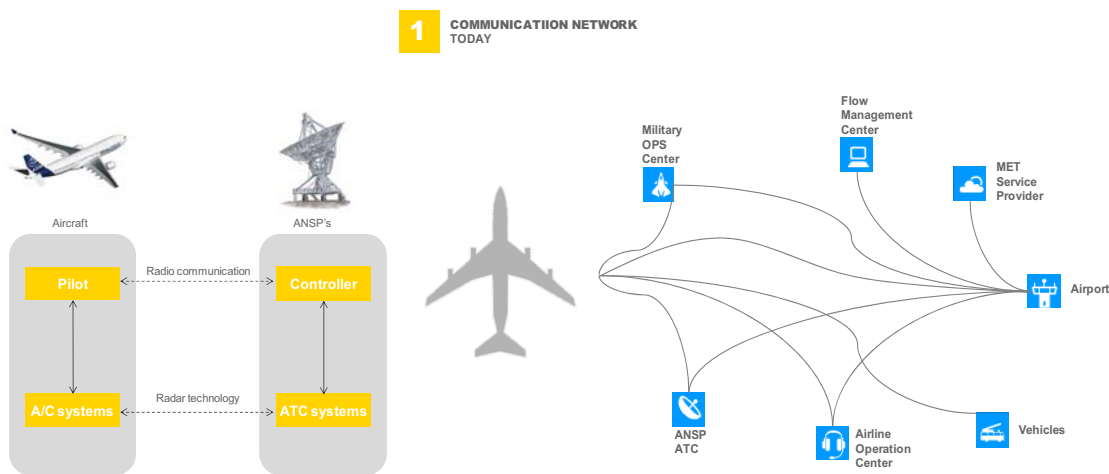 1
COMMUNICATIION NETWORK
TODAY
Aircraft
ANSP's
Pilot
Radio communication
Controller
A/C systems
Radar technology
ATC systems
Military
OPS
Center
Flow
Management
Center
MET
Service
Provider
Airport
ANSP
ATC
Airline
Operation
Center
Vehicles